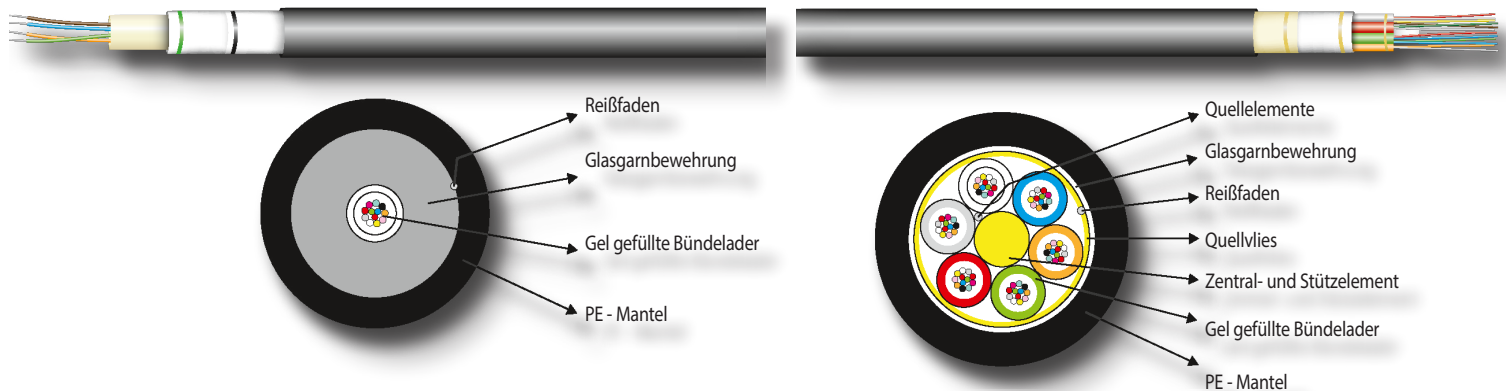 Reißfaden
Glasgarnbewehrung
Gel gefüllte Bündelader
PE - Mantel
Quellelemente
Glasgarnbewehrung
Reißfaden
Quellvlies
Zentral- und Stützelement
Gel gefüllte Bündelader
PE - Mantel